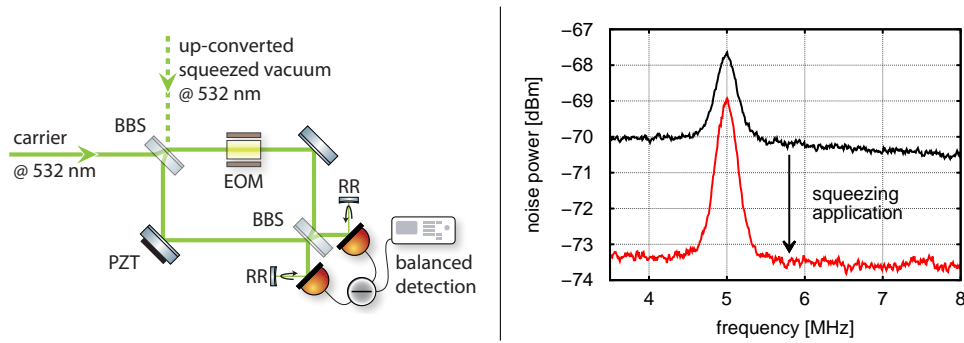 up-converted
squeezed vacuum
@ 532 nm
BBS
carrier
@ 532 nm
EOM
RR
BBS
PZT
RR
balanced
detection
−67
−68
−69
−70
−71
−72
−73
−74
noise power [dBm]
squeezing
application
4
5
6
7
8
frequency [MHz]